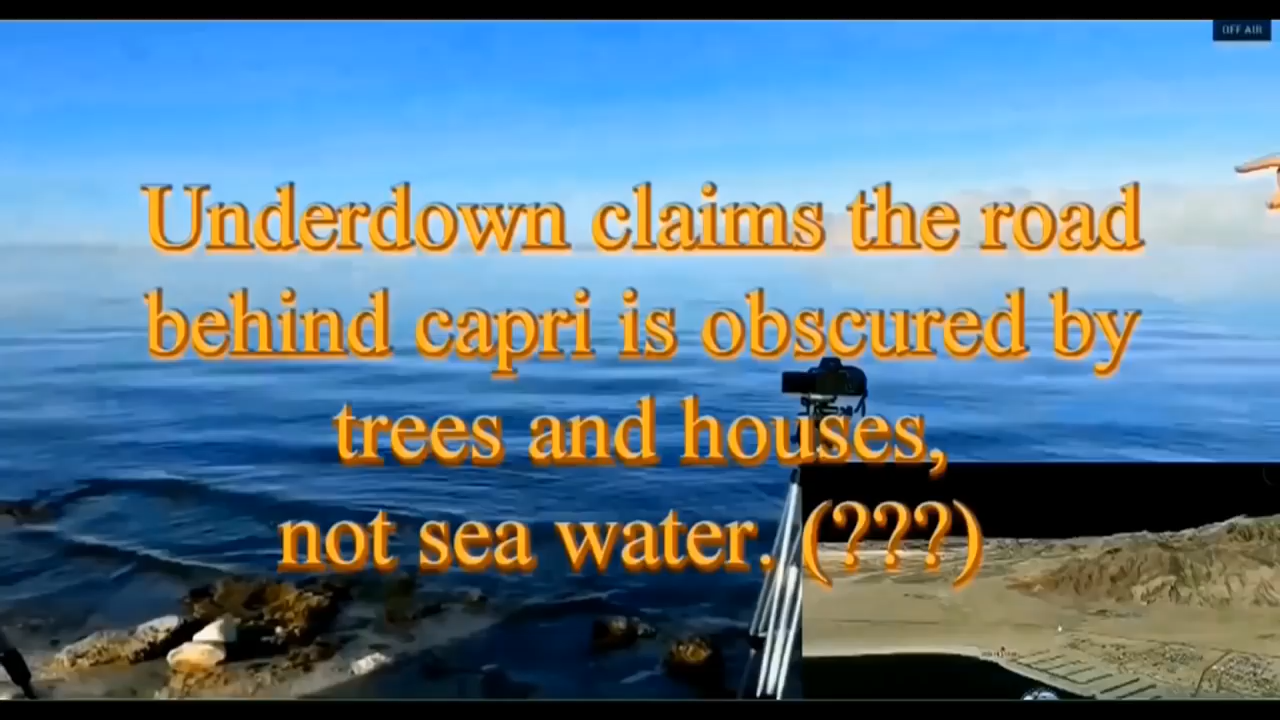 OFF AIR
Underdown claims the road
behind capri is obscured by
trees and houses,
not sea water. (???)